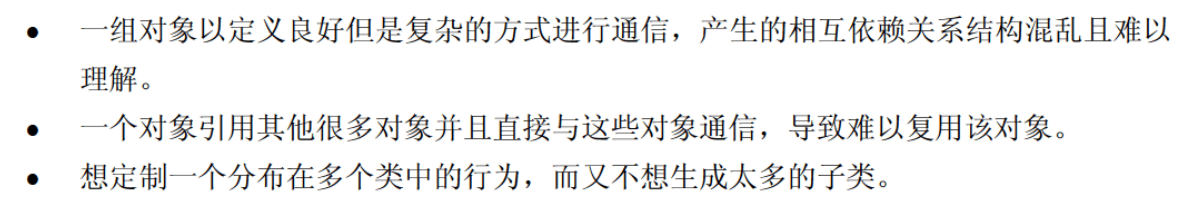 ● 一组对象以定义良好但是复杂的方式进行通信，产生的相互依赖关系结构混乱且难以
理解。
● 一个对象引用其他很多对象并且直接与这些对象通信，导致难以复用该对象。
● 想定制一个分布在多个类中的行为，而又不想生成太多的子类。